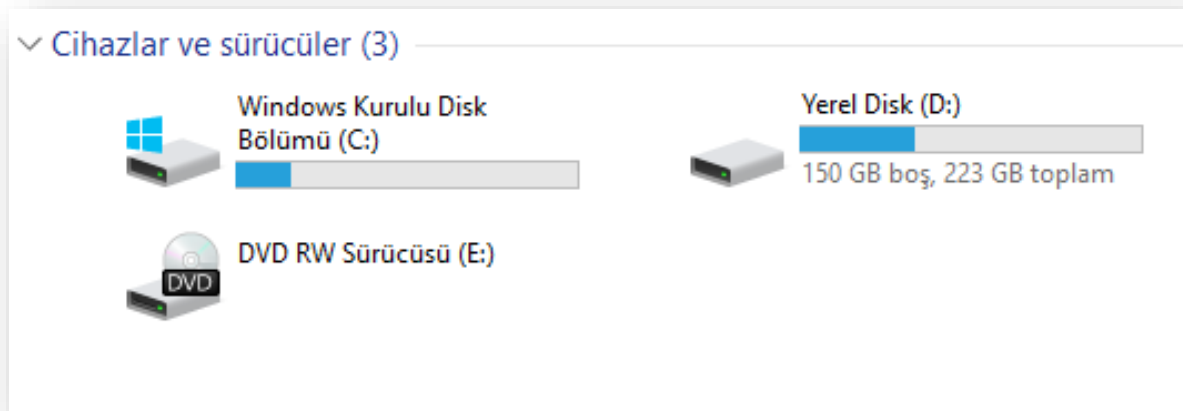 Cihazlar ve sürücüler (3)
Windows Kurulu Disk
Bölümü (C:)
Yerel Disk (D:)
150 GB boş, 223 GB toplam
DVD RW Sürücüsü (E:)
DVD